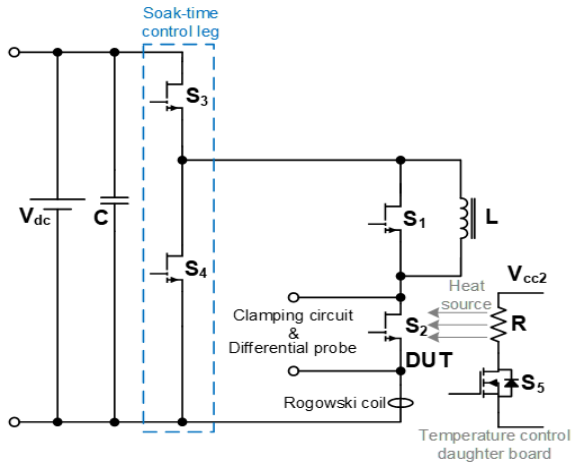 Soak-time
control leg
S3
S1
L
Vdc
C
S4
Vcc2
Heat
source
Clamping circuit
&
Differential probe
S2
R
DUT
S5
Rogowski coil
Temperature control
daughter board